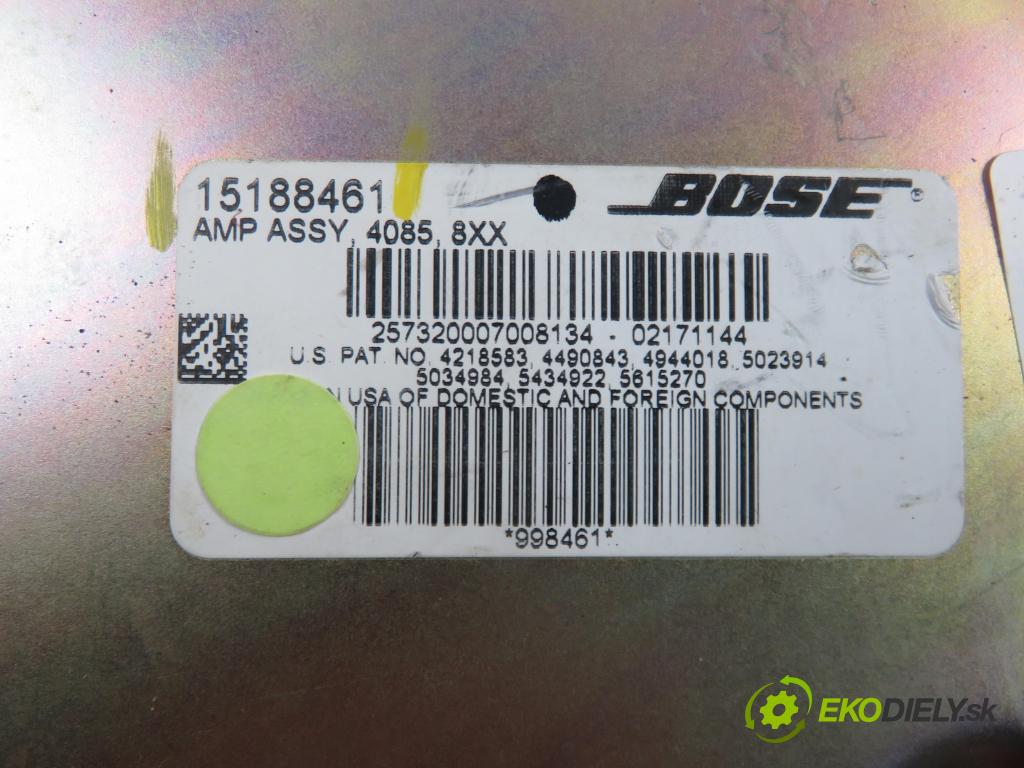 15188461
BOSE®
AMP ASSY, 4085, 8XX
257320007008134 - 02171144
U.S. PAT. NO. 4218583, 4490843, 4944018, 5023914
5034984, 5434922, 5615270
N USA OF DOMESTIC AND FOREIGN COMPONENTS
*998461*
EKODIELY.sk